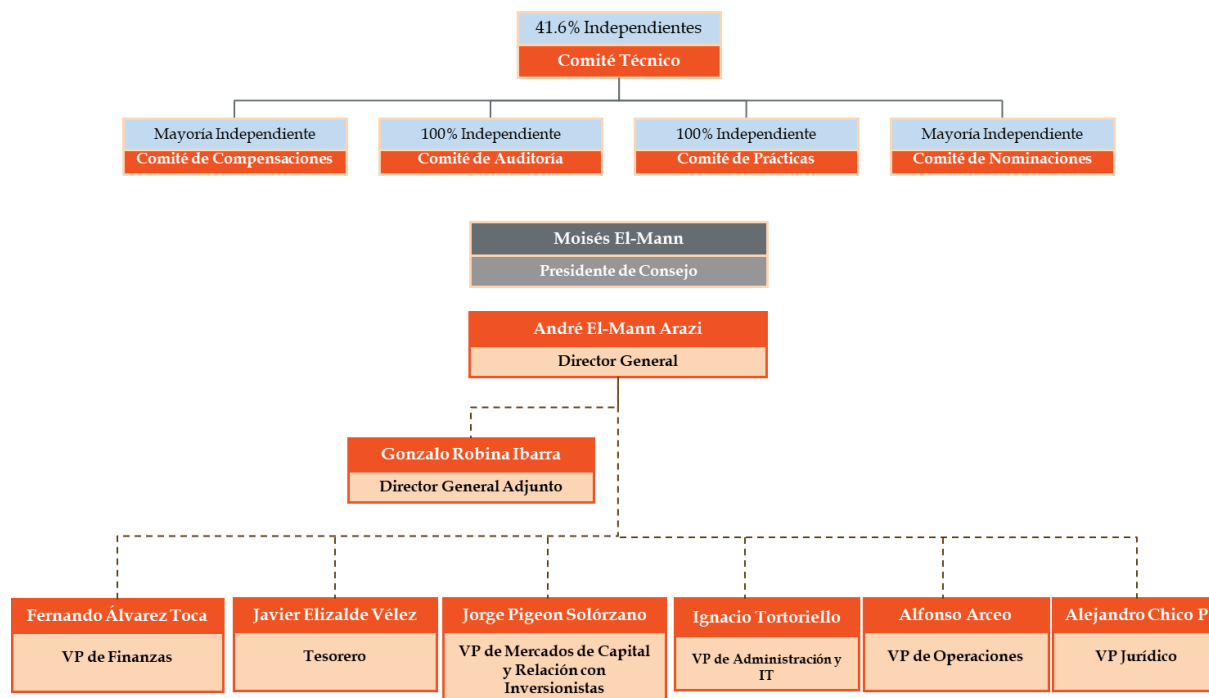 41.6% Independientes
Comité Técnico
Mayoría Independiente
Comité de Compensaciones
100% Independiente
Comité de Auditoría
100% Independiente
Comité de Prácticas
Mayoría Independiente
Comité de Nominaciones
Moisés El-Mann
Presidente de Consejo
André El-Mann Arazi
Director General
Gonzalo Robina Ibarra
Director General Adjunto
Fernando Álvarez Toca
VP de Finanzas
Javier Elizalde Vélez
Tesorero
Jorge Pigeon Solórzano
VP de Mercados de Capital
y Relación con
Inversionistas
Ignacio Tortoriello
VP de Administración y
IT
Alfonso Arceo
VP de Operaciones
Alejandro Chico P
VP Jurídico